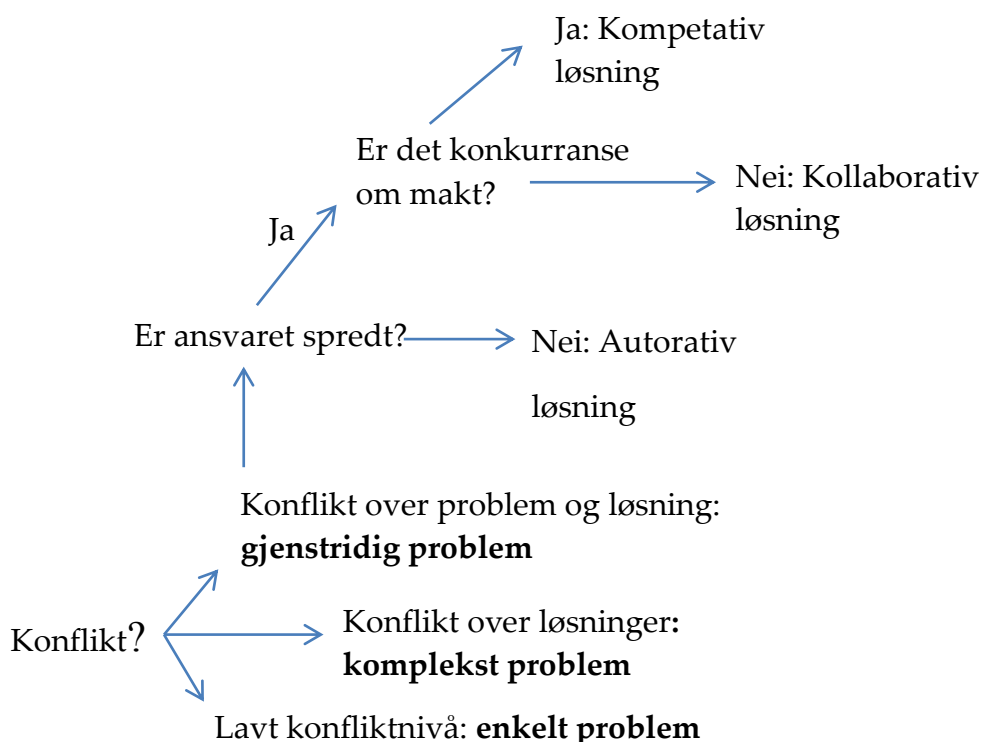 Ja: Kompetativ
løsning
Er det konkurranse
om makt?
Nei: Kollaborativ
løsning
Ja
Er ansvaret spredt?
Nei: Autorativ
løsning
Konflikt over problem og løsning:
gjenstridig problem
Konflikt?
Konflikt over løsninger:
komplekst problem
Lavt konfliktnivå: enkelt problem